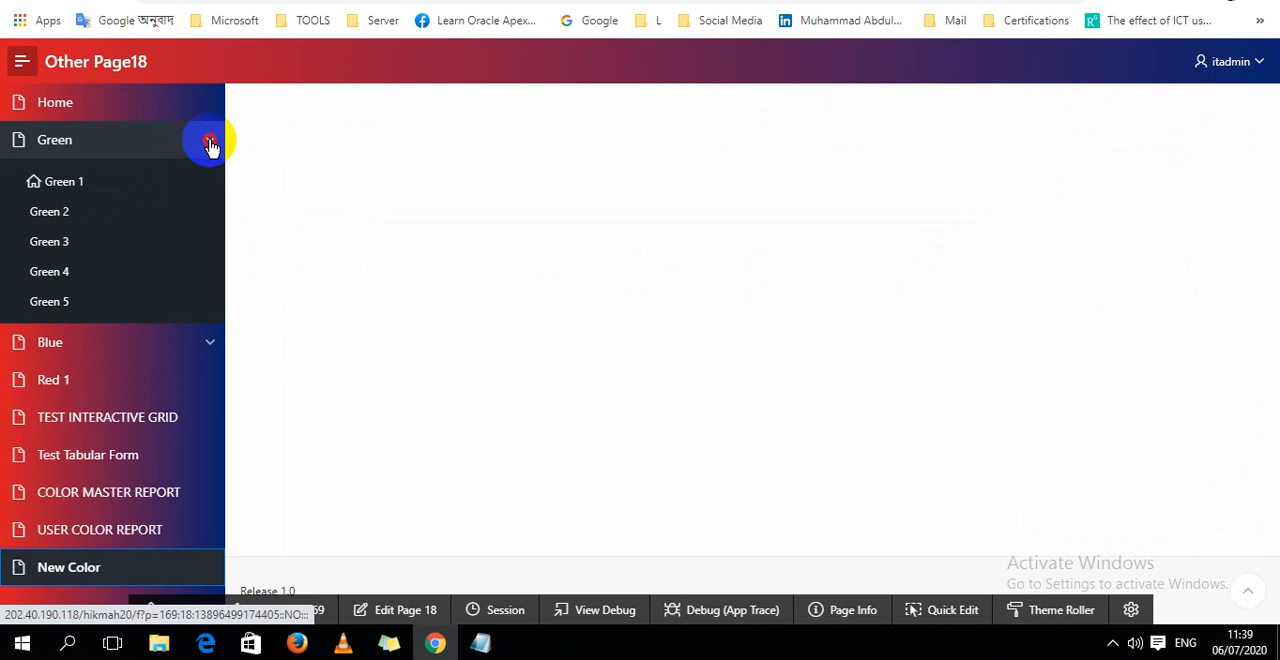 Apps Google অনুবাদ Microsoft TOOLS Server Learn Oracle Apex... Google L Social Media Muhammad Abdul... Mail Certifications The effect of ICT us... »
Other Page18 itadmin
Home
Green
Green 1
Green 2
Green 3
Green 4
Green 5
Blue
Red 1
TEST INTERACTIVE GRID
Test Tabular Form
COLOR MASTER REPORT
USER COLOR REPORT
New Color
Activate Windows
Go to Settings to activate Windows.
Release 1.0
202.40.190.118/hikmah20/f?p=169:18:13896499174405::NO:::
Edit Page 18 Session View Debug Debug (App Trace) Page Info Quick Edit Theme Roller
ENG 11:39
06/07/2020